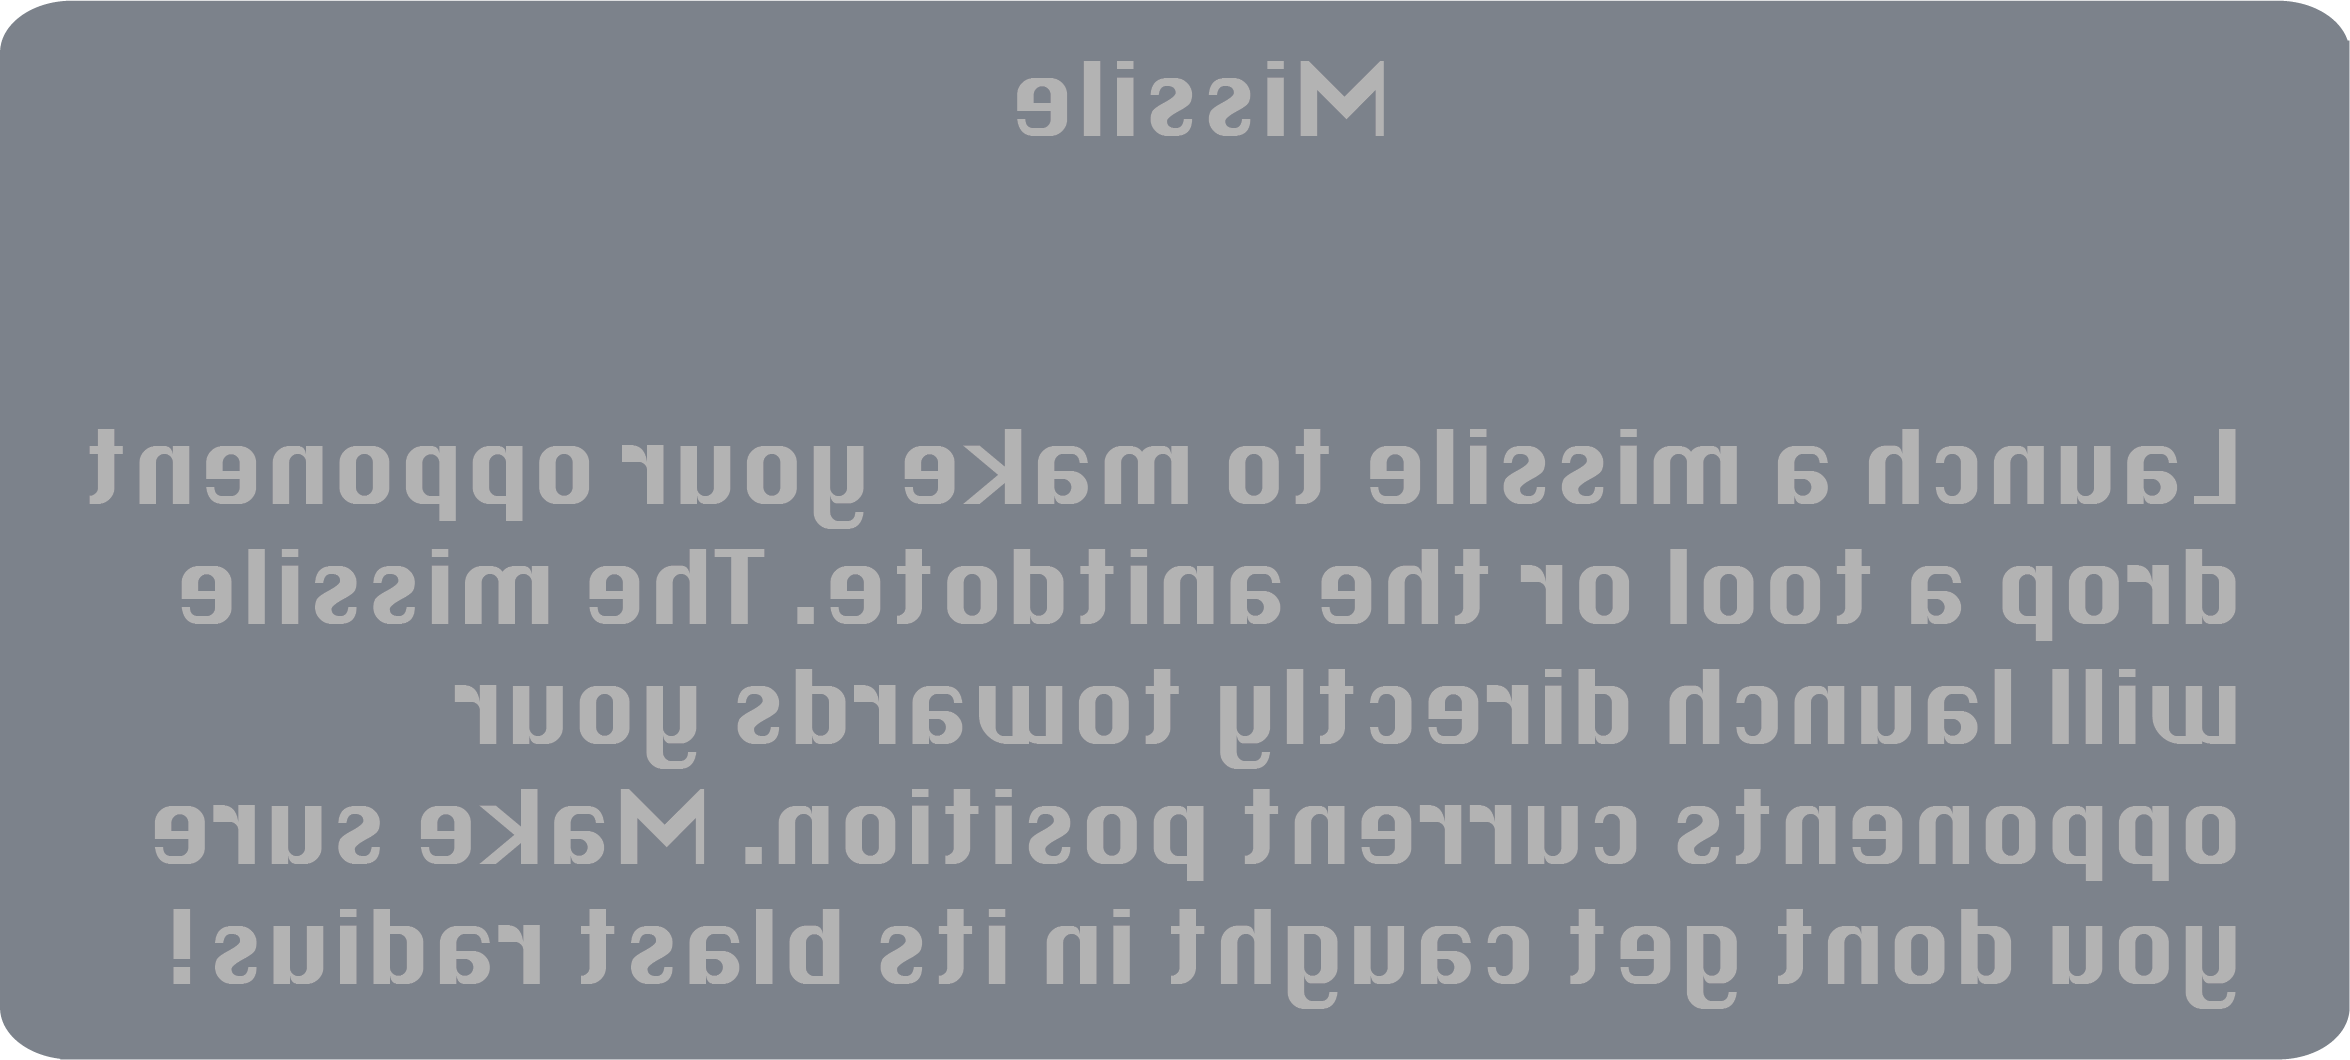 Missile
Launch a missile to make your opponent
drop a tool or the anitdote. The missile
will launch directly towards your
opponents current position. Make sure
you dont get caught in its blast radius!